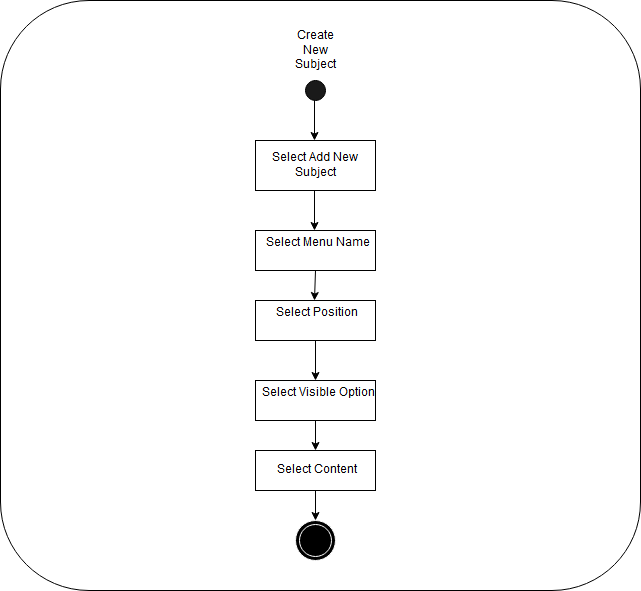 Create
New
Subject
Select Add New
Subject
Select Menu Name
Select Position
Select Visible Option
Select Content